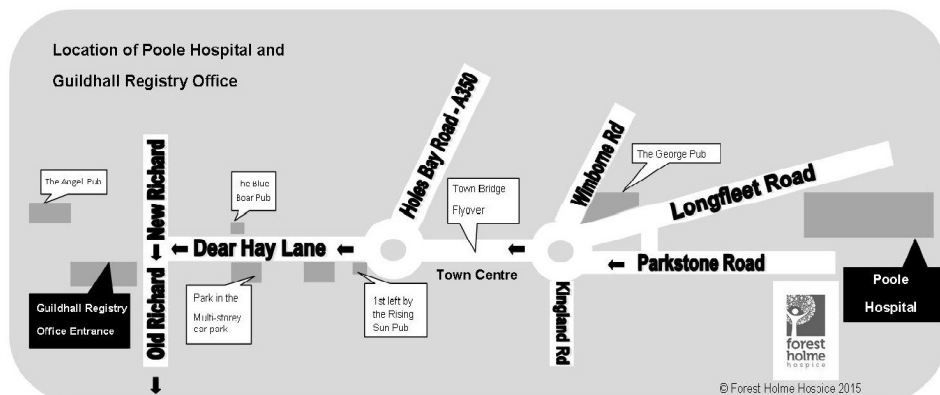 Location of Poole Hospital and
Guildhall Registry Office
The Angel Pub
New Richard
Old Richard
Guildhall Registry
Office Entrance
The Blue
Boar Pub
Dear Hay Lane
Park in the
Multi-storey
car park
1st left by
the Rising
Sun Pub
Holes Bay Road - A350
Town Bridge
Flyover
Town Centre
Wimborne Rd
Kingland Rd
The George Pub
Longfleet Road
Parkstone Road
Poole
Hospital
forest
holme
hospice
© Forest Holme Hospice 2015